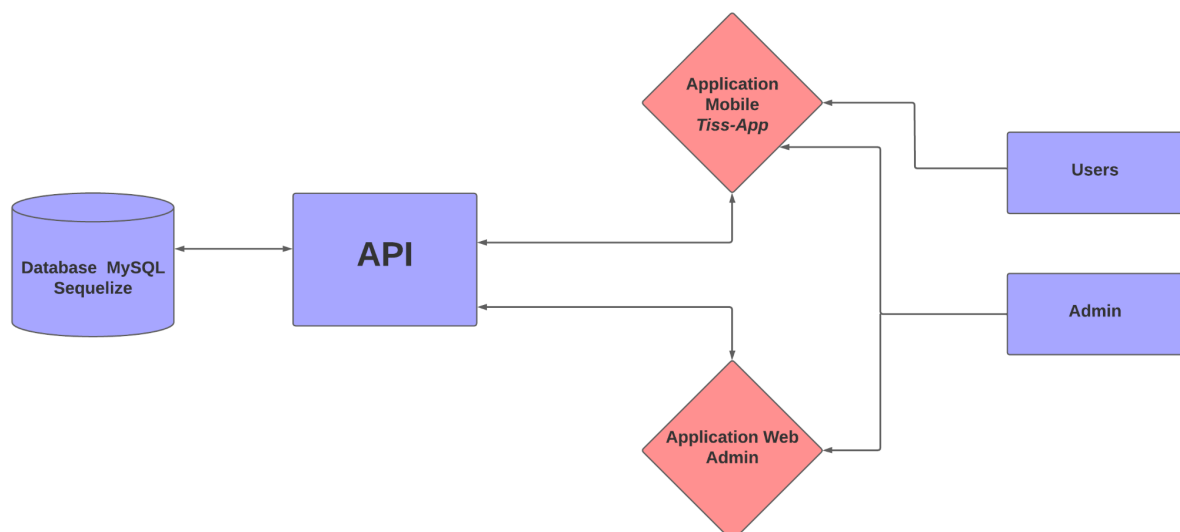 Application
Mobile
Tiss-App
Users
Database  MySQL
Sequelize
API
Admin
Application Web
Admin